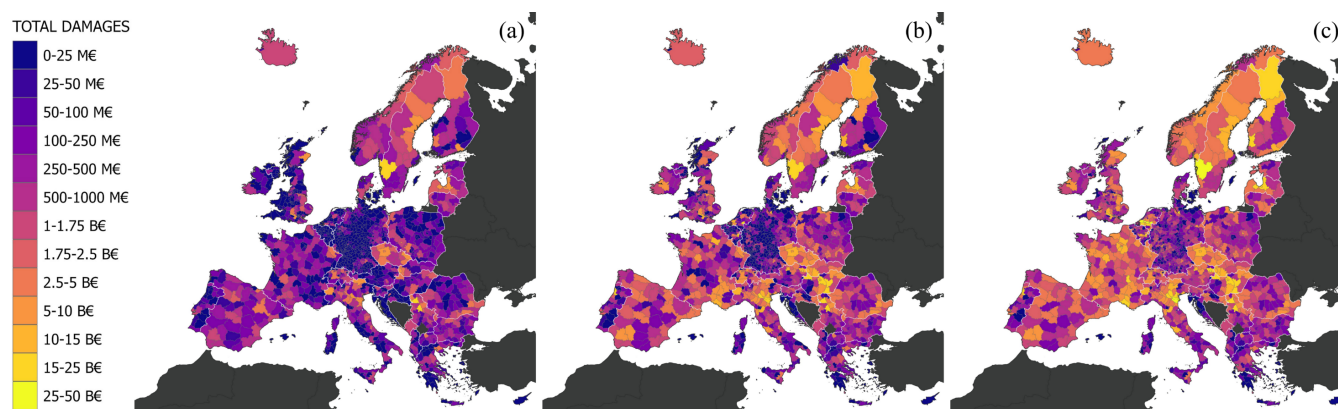 TOTAL DAMAGES
0-25 M€
25-50 M€
50-100 M€
100-250 M€
250-500 M€
500-1000 M€
1-1.75 B€
1.75-2.5 B€
2.5-5 B€
5-10 B€
10-15 B€
15-25 B€
25-50 B€
(a)
(b)
(c)